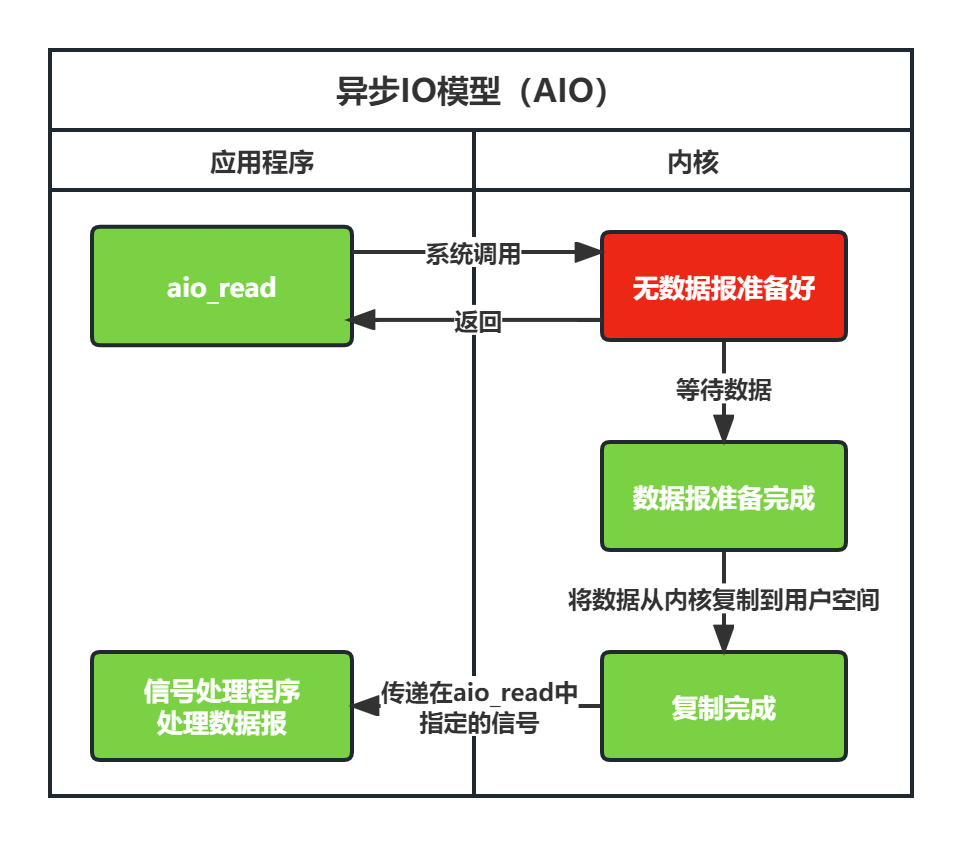 异步IO模型（AIO）
应用程序
内核
aio_read
系统调用
无数据报准备好
返回
等待数据
数据报准备完成
将数据从内核复制到用户空间
信号处理程序
处理数据报
传递在aio_read中
指定的信号
复制完成